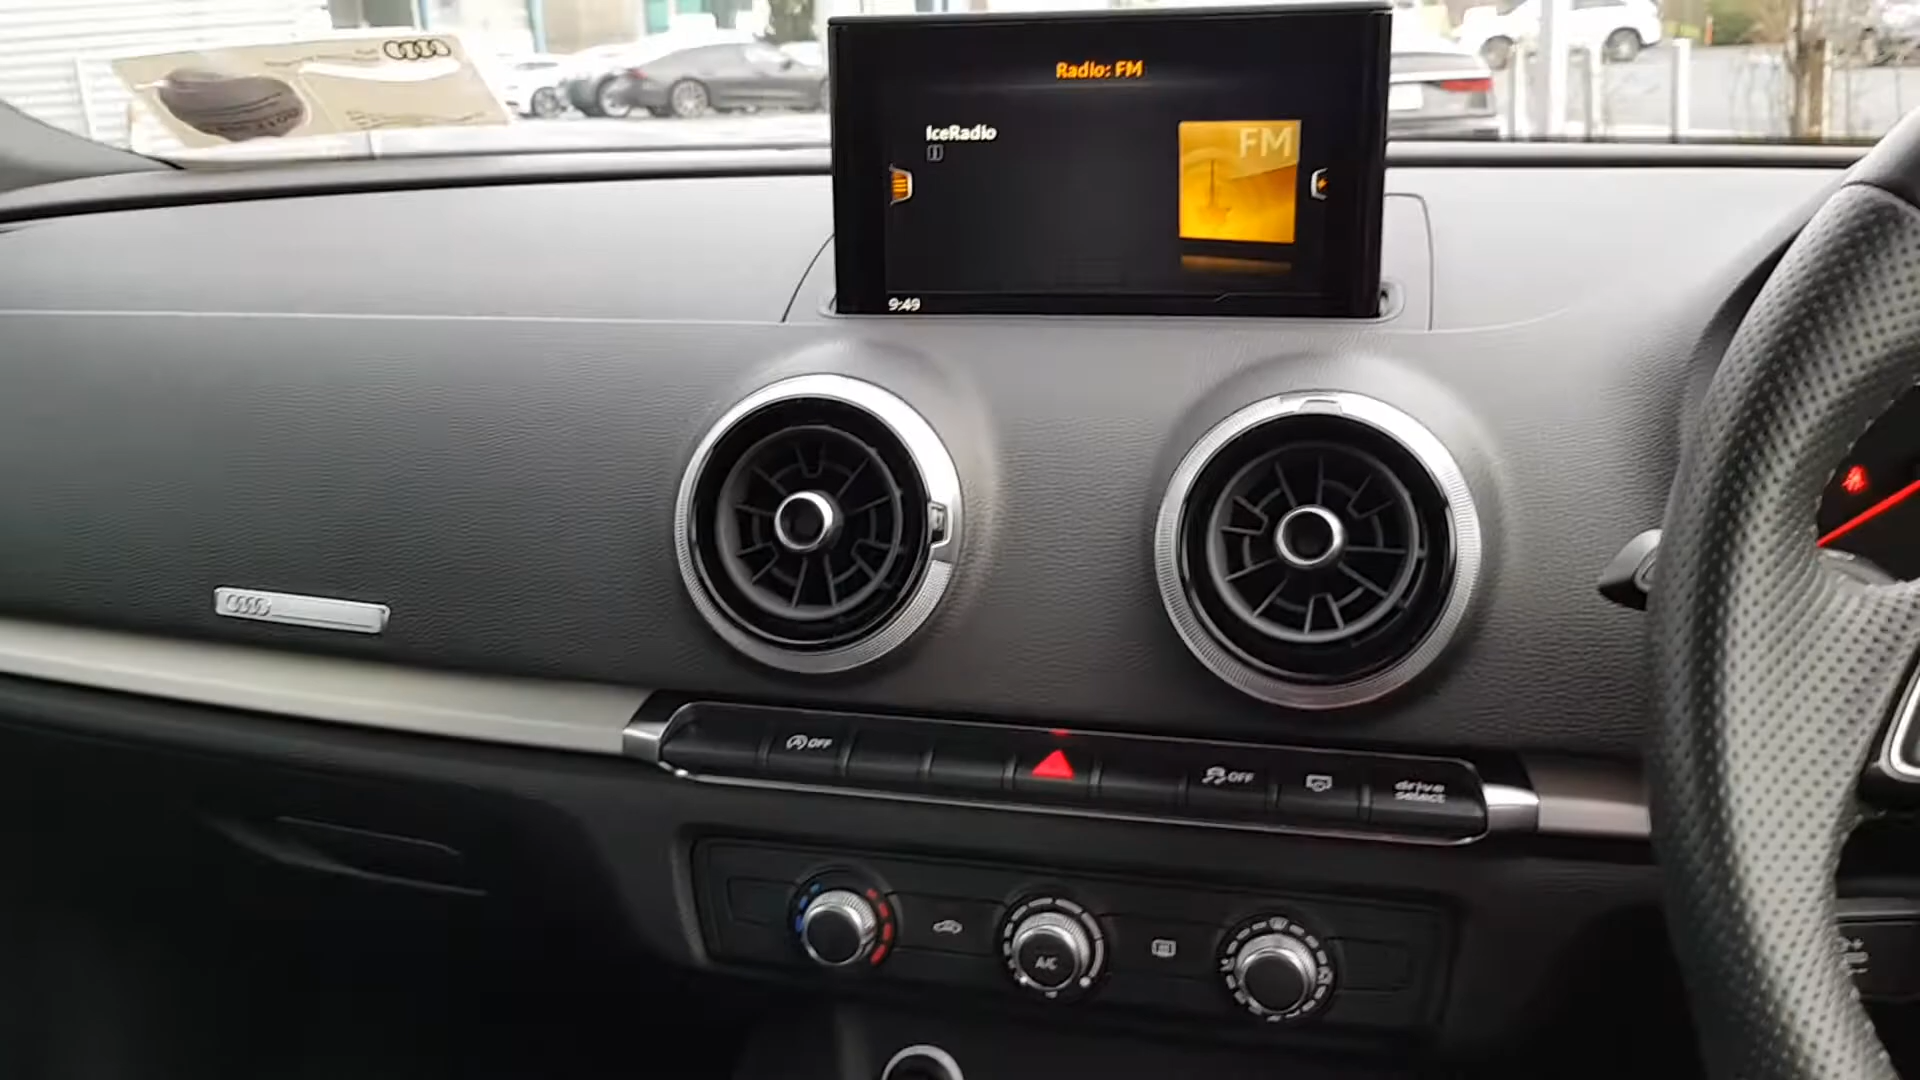 Radio: FM
IceRadio
FM
9:49
OFF
OFF
drive
select
A/C